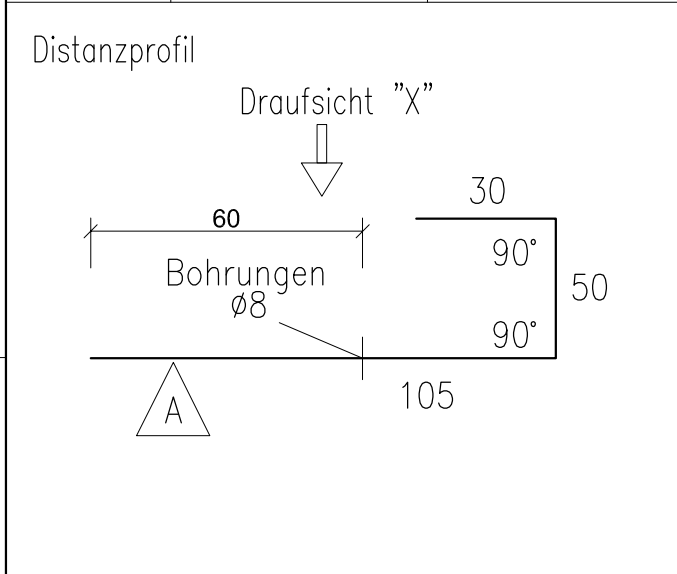 Distanzprofil
Draufsicht "X"
30
60
90°
Bohrungen
ø8
50
90°
105
A